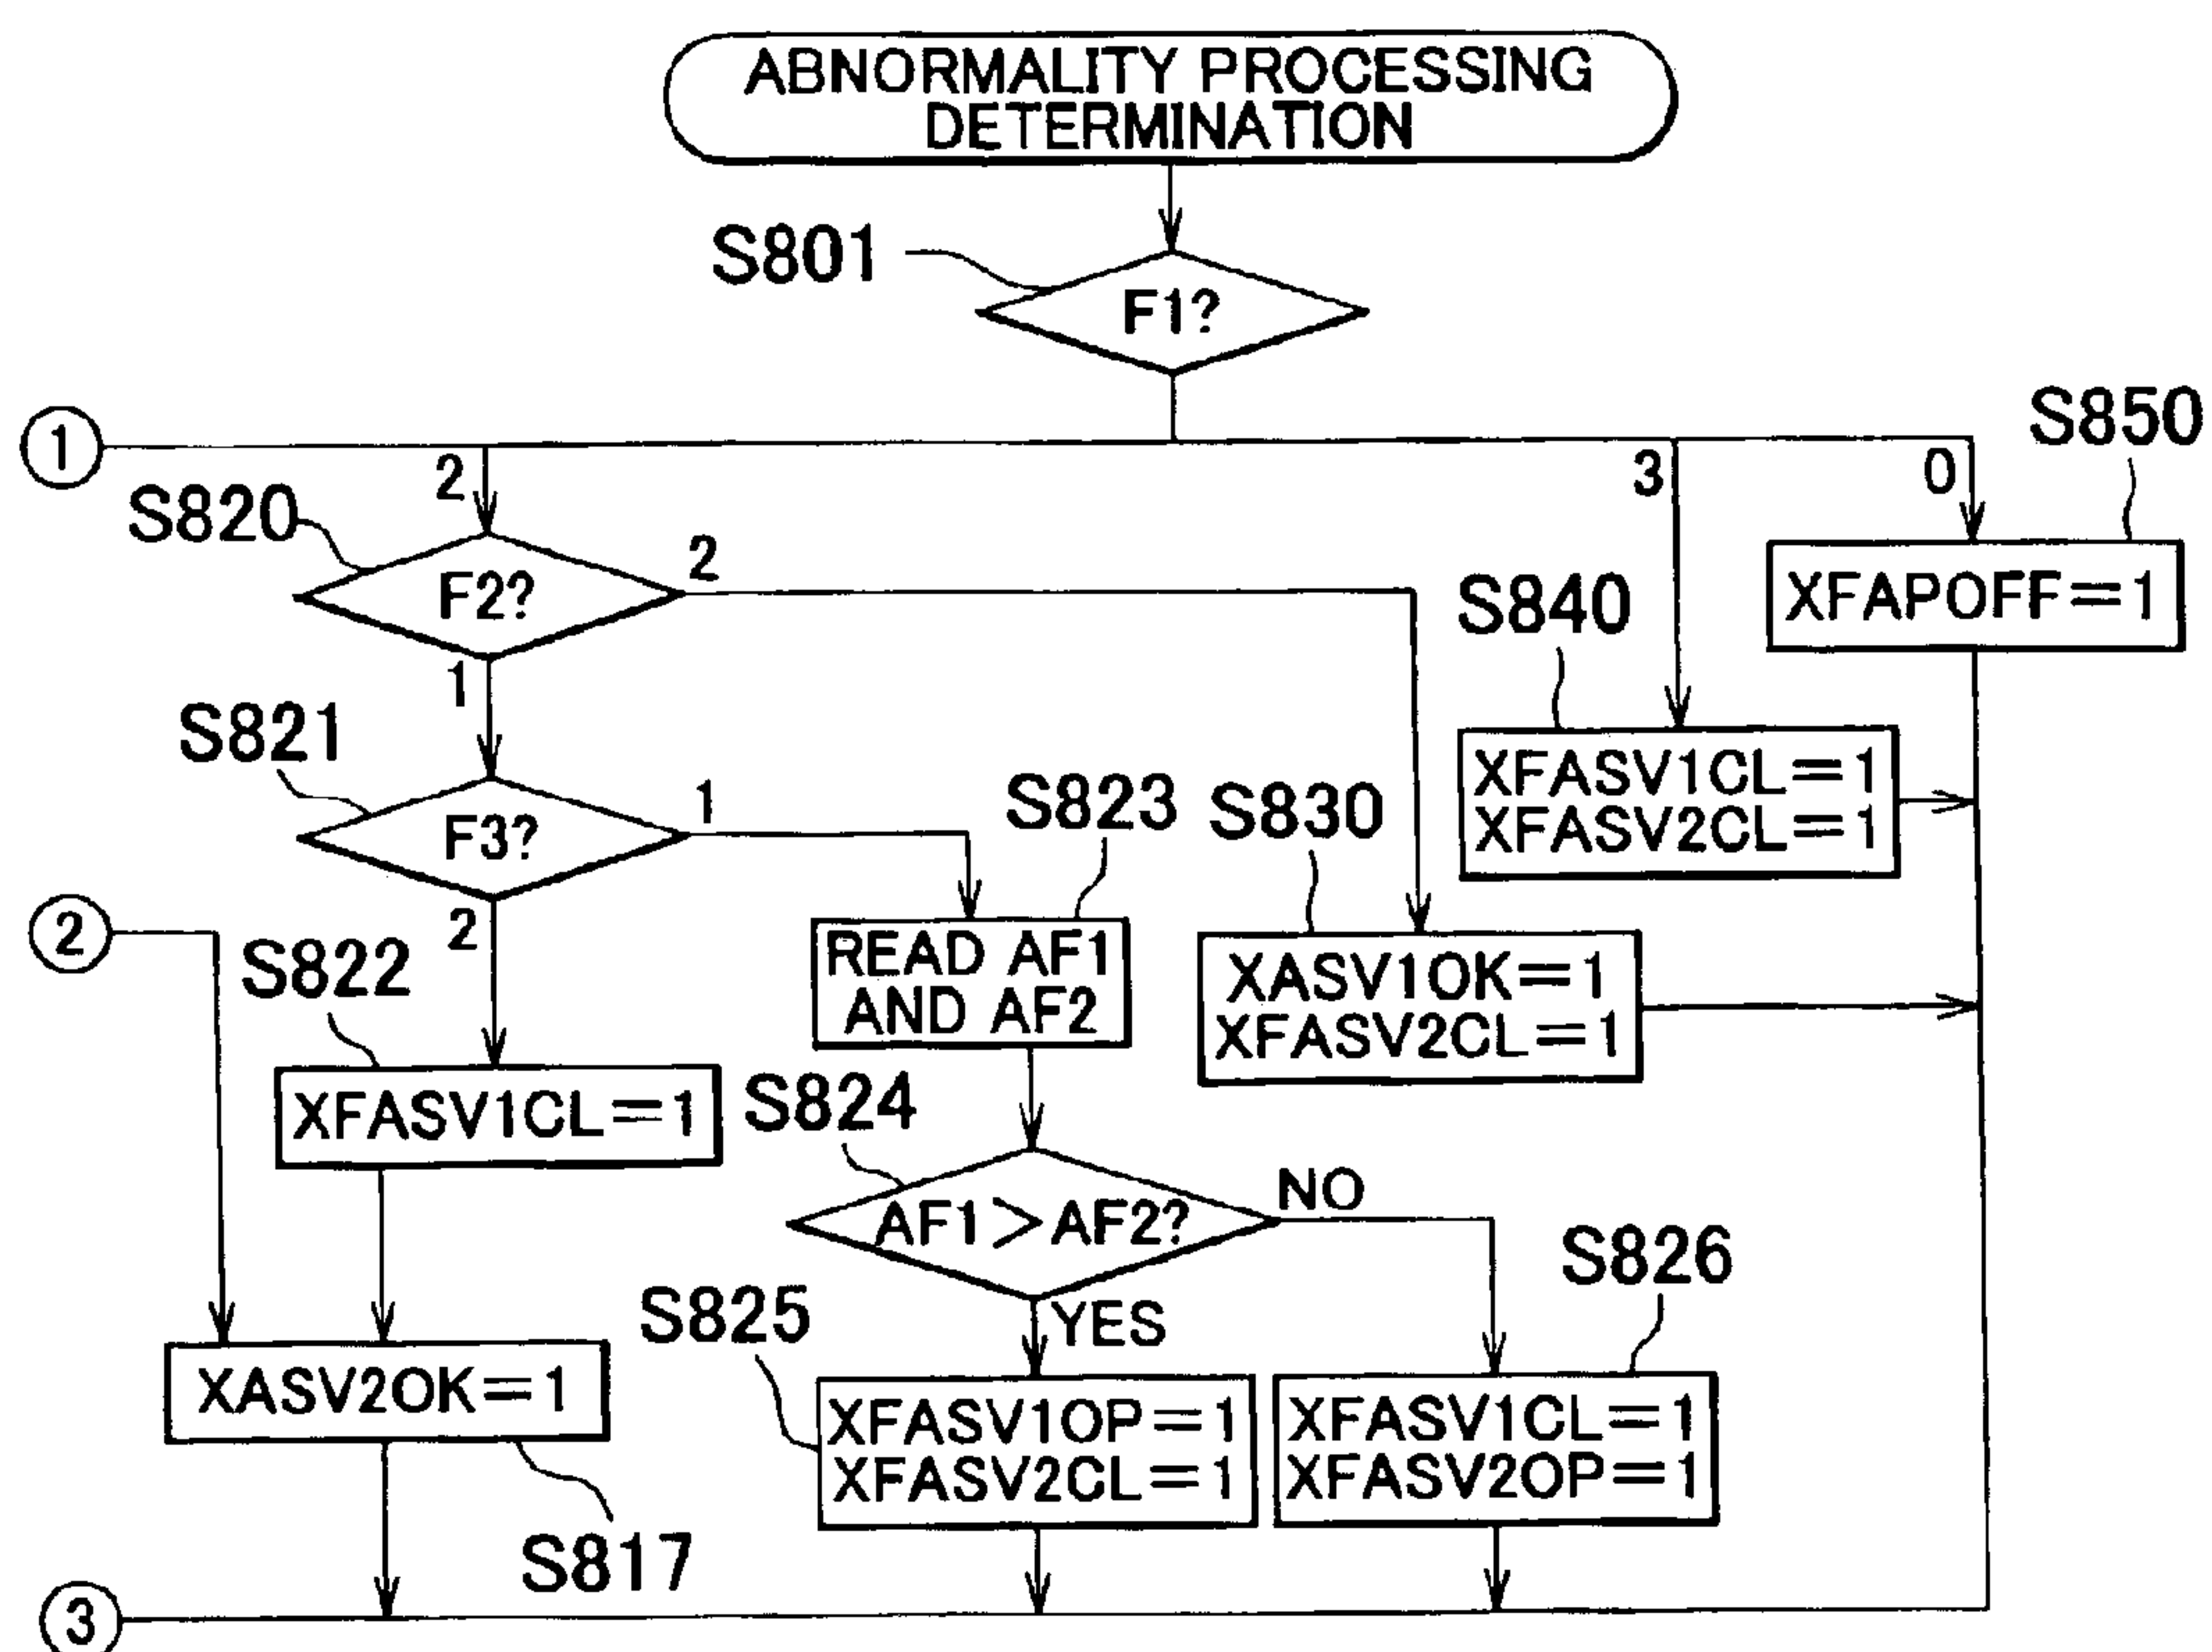 ABNORMALITY PROCESSING
DETERMINATION
S801
F1?
1
2
3
0
S850
S820
F2?
2
S840
XFAPOFF=1
1
S821
F3?
1
S823
S830
XFASV1CL=1
XFASV2CL=1
2
2
S822
READ AF1
AND AF2
XASV1OK=1
XFASV2CL=1
XFASV1CL=1
S824
AF1>AF2?
NO
S826
S825
YES
XASV2OK=1
XFASV1OP=1
XFASV2CL=1
XFASV1CL=1
XFASV2OP=1
S817
3